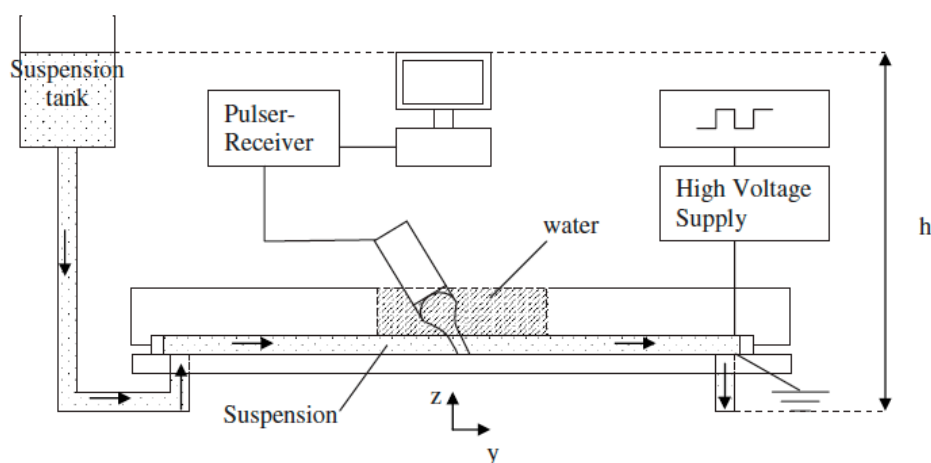 Suspension
tank
Pulser-
Receiver
High Voltage
Supply
water
h
Suspension
z
y